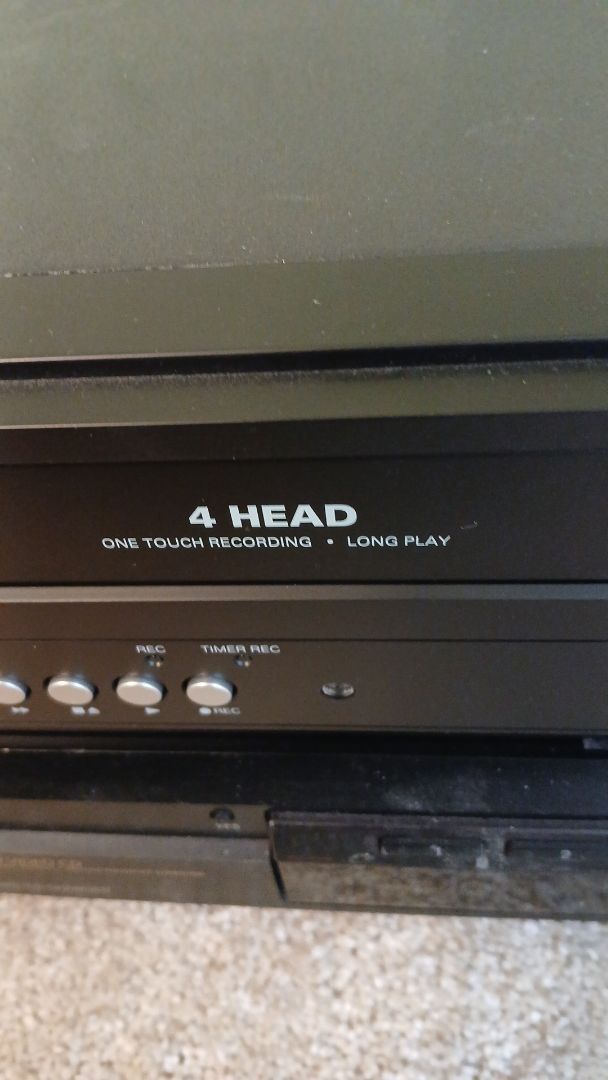 4 HEAD
ONE TOUCH RECORDING • LONG PLAY
REC TIMER REC
REC